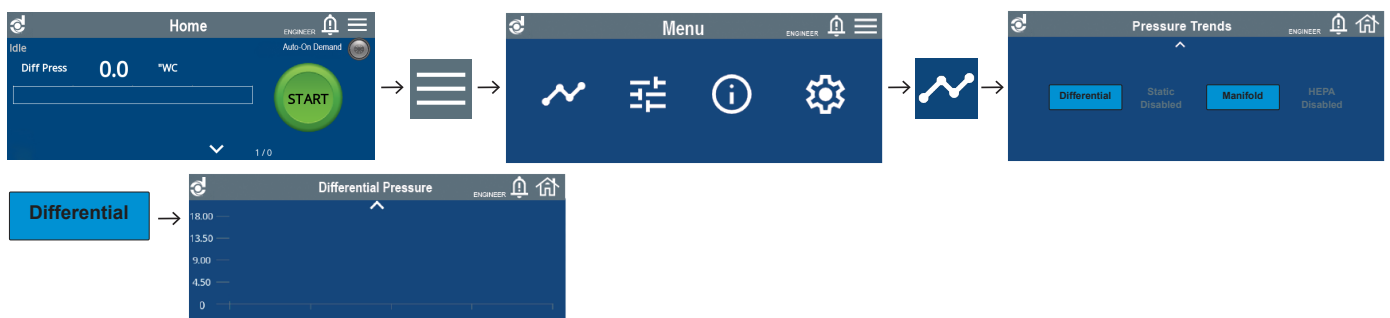 Home
ENGINEER
Idle
Auto-On Demand
Diff Press 0.0 "WC
START
1 / 0
Menu
ENGINEER
Pressure Trends
ENGINEER
Differential
Static
Disabled
Manifold
HEPA
Disabled
Differential
Differential Pressure
ENGINEER
18.00
13.50
9.00
4.50
0